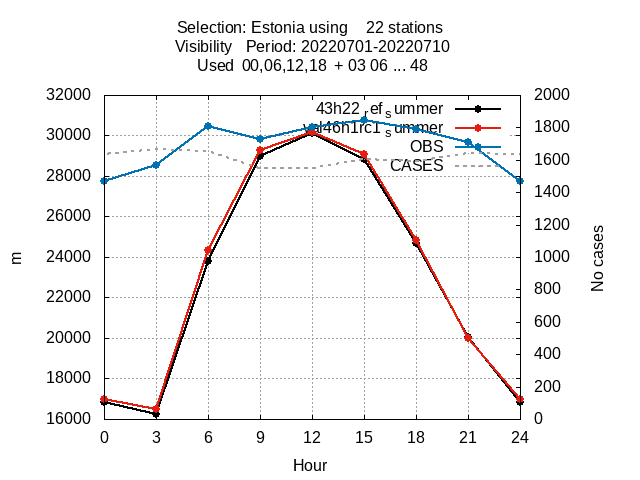 Selection: Estonia using 22 stations
Visibility Period: 20220701-20220710
Used 00,06,12,18 + 03 06 ... 48
32000
30000
28000
26000
24000
22000
20000
18000
16000
m
43h22_ref_summer
val46h1rc1_summer
OBS
CASES
2000
1800
1600
1400
1200
1000
800
600
400
200
0
No cases
0 3 6 9 12 15 18 21 24
Hour